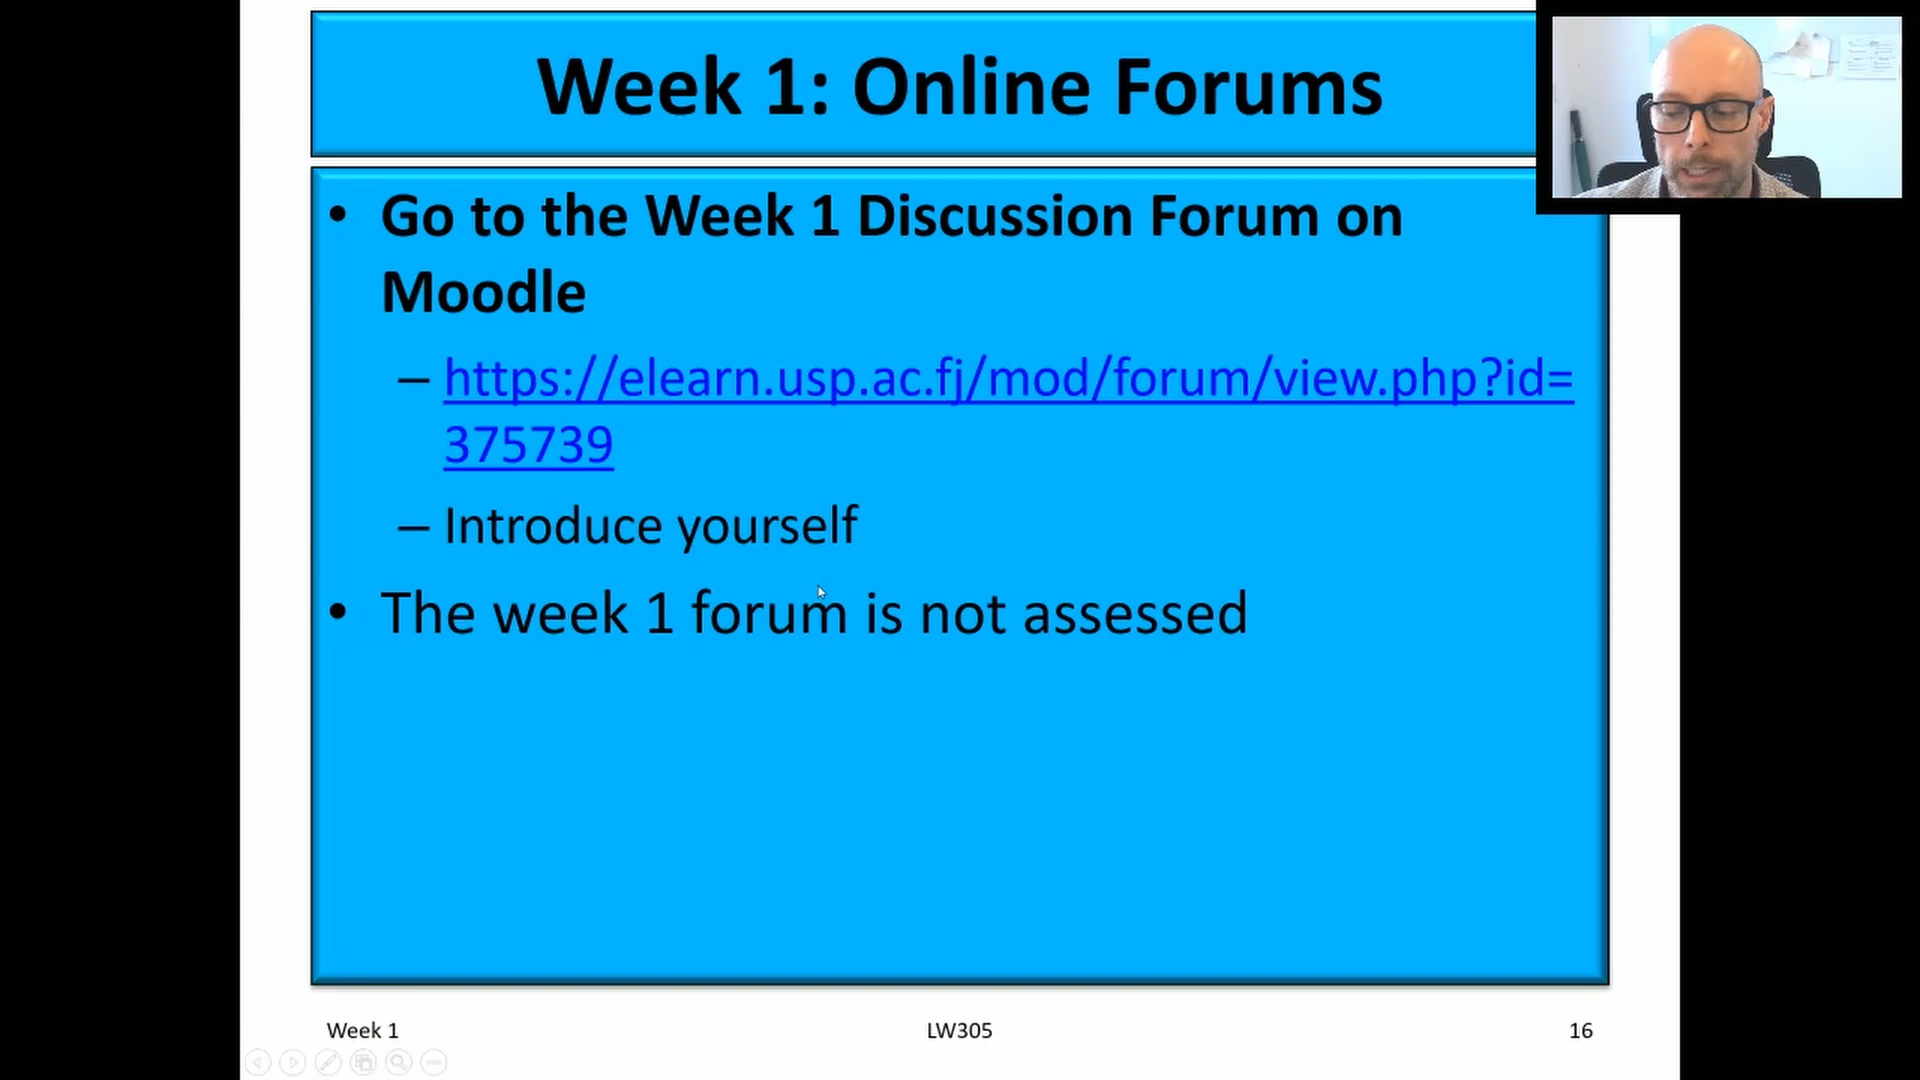 Week 1: Online Forums
• Go to the Week 1 Discussion Forum on
Moodle
– https://elearn.usp.ac.fj/mod/forum/view.php?id=
375739
– Introduce yourself
• The week 1 forum is not assessed
Week 1
LW305
16